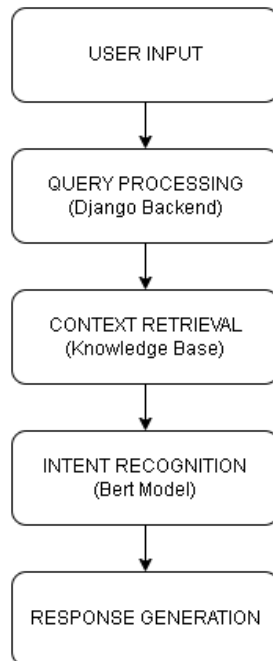 USER INPUT
QUERY PROCESSING
(Django Backend)
CONTEXT RETRIEVAL
(Knowledge Base)
INTENT RECOGNITION
(Bert Model)
RESPONSE GENERATION